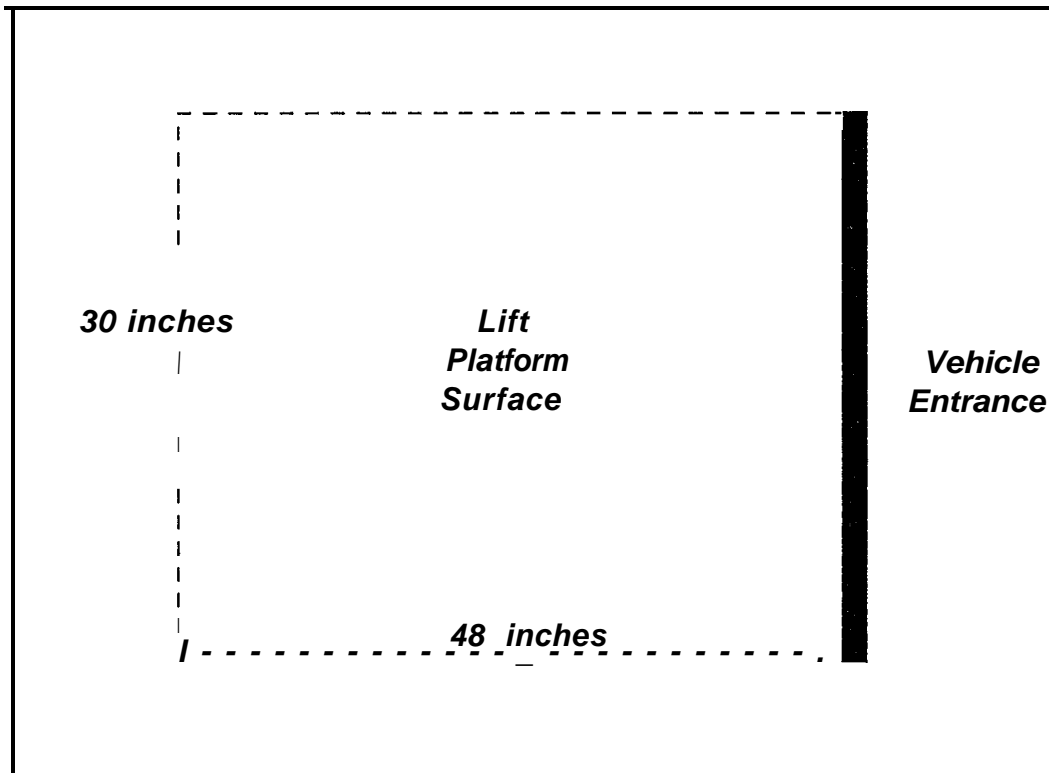 30 inches
Lift
Platform
Surface
Vehicle
Entrance
48 inches